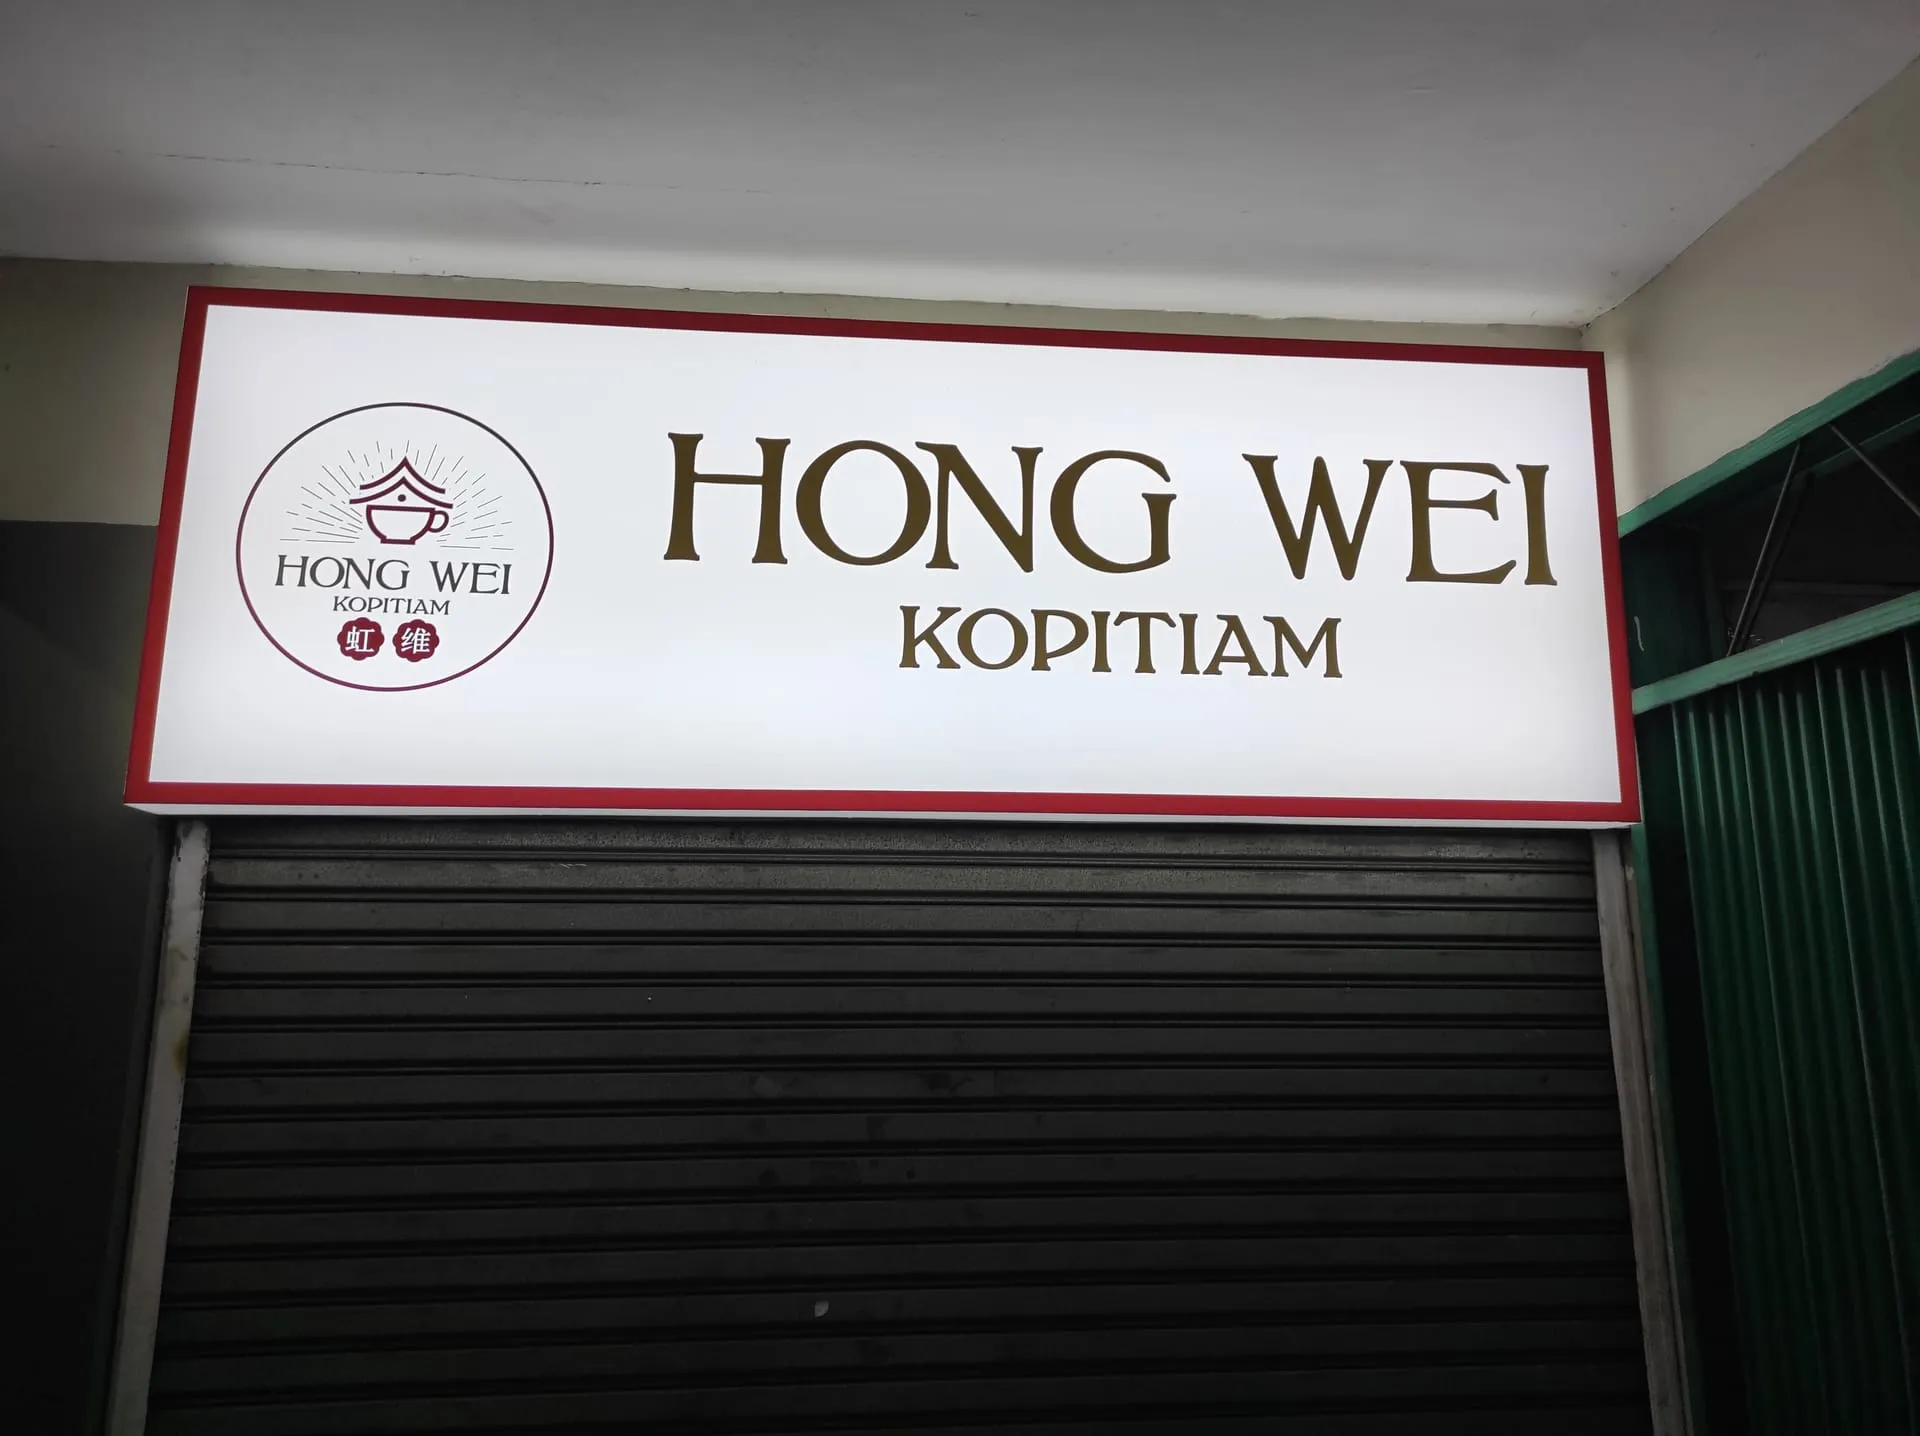 HONG WEI
KOPITIAM
虹 维
HONG WEI
KOPITIAM